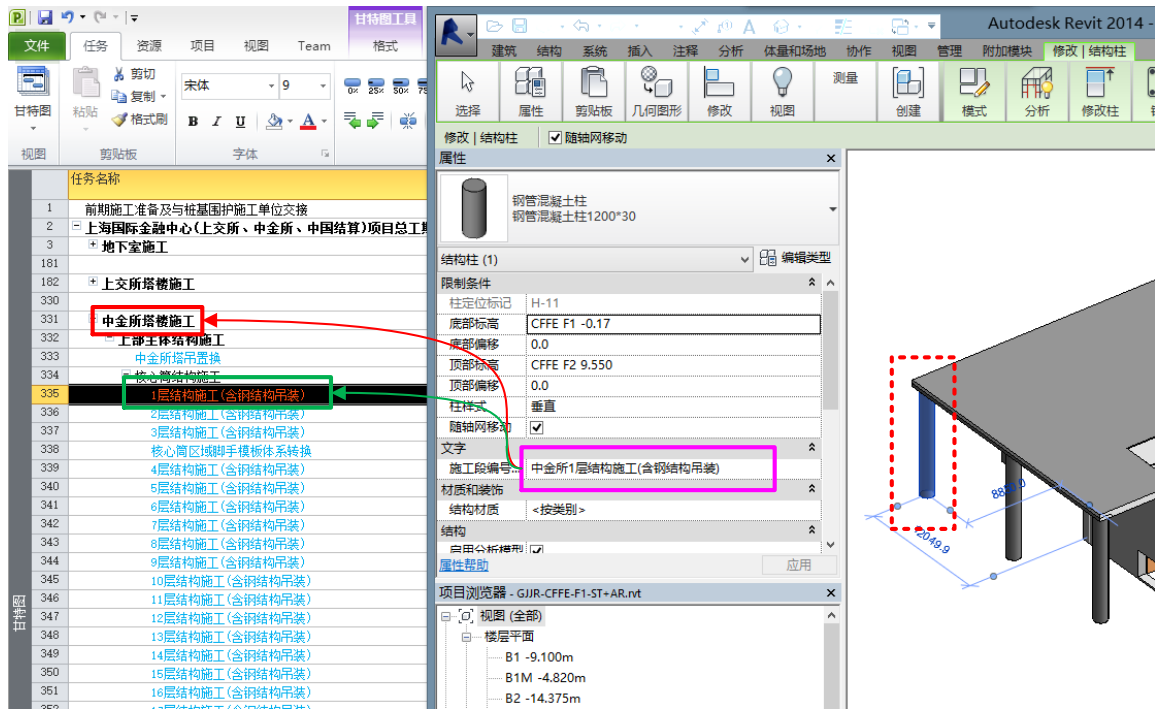 甘特图工具
文件 任务 资源 项目 视图 Team 格式
甘特图
粘贴
剪切
复制
格式刷
宋体 9
B I U A
0% 25% 50%
视图 剪贴板 字体
任务名称
1 前期施工准备及与桩基围护施工单位交接
2 上海国际金融中心(上交所、中金所、中国结算)项目总工
3 地下室施工
181
182 上交所塔楼施工
330
331 中金所塔楼施工
332 上部主体结构施工
333 中金所塔吊置换
334 核心筒结构施工
335 1层结构施工(含钢结构吊装)
336 2层结构施工(含钢结构吊装)
337 3层结构施工(含钢结构吊装)
338 核心筒区域脚手模板体系转换
339 4层结构施工(含钢结构吊装)
340 5层结构施工(含钢结构吊装)
341 6层结构施工(含钢结构吊装)
342 7层结构施工(含钢结构吊装)
343 8层结构施工(含钢结构吊装)
344 9层结构施工(含钢结构吊装)
345 10层结构施工(含钢结构吊装)
346 11层结构施工(含钢结构吊装)
347 12层结构施工(含钢结构吊装)
348 13层结构施工(含钢结构吊装)
349 14层结构施工(含钢结构吊装)
350 15层结构施工(含钢结构吊装)
351 16层结构施工(含钢结构吊装)
甘特图
Autodesk Revit 2014 -
建筑 结构 系统 插入 注释 分析 体量和场地 协作 视图 管理 附加模块 修改 | 结构柱
选择 属性 剪贴板 几何图形 修改 视图 测量 创建 模式 分析 修改柱
修改 | 结构柱 随轴网移动
属性
钢管混凝土柱
钢管混凝土柱1200*30
结构柱 (1) 编辑类型
限制条件
柱定位标记 H-11
底部标高 CFFE F1 -0.17
底部偏移 0.0
顶部标高 CFFE F2 9.550
顶部偏移 0.0
柱样式 垂直
随轴网移动
文字
施工段编号... 中金所1层结构施工(含钢结构吊装)
材质和装饰
结构材质 <按类别>
结构
启用分析模型
属性帮助 应用
项目浏览器 - GJJR-CFFE-F1-ST+AR.rvt
视图 (全部)
楼层平面
B1 -9.100m
B1M -4.820m
B2 -14.375m